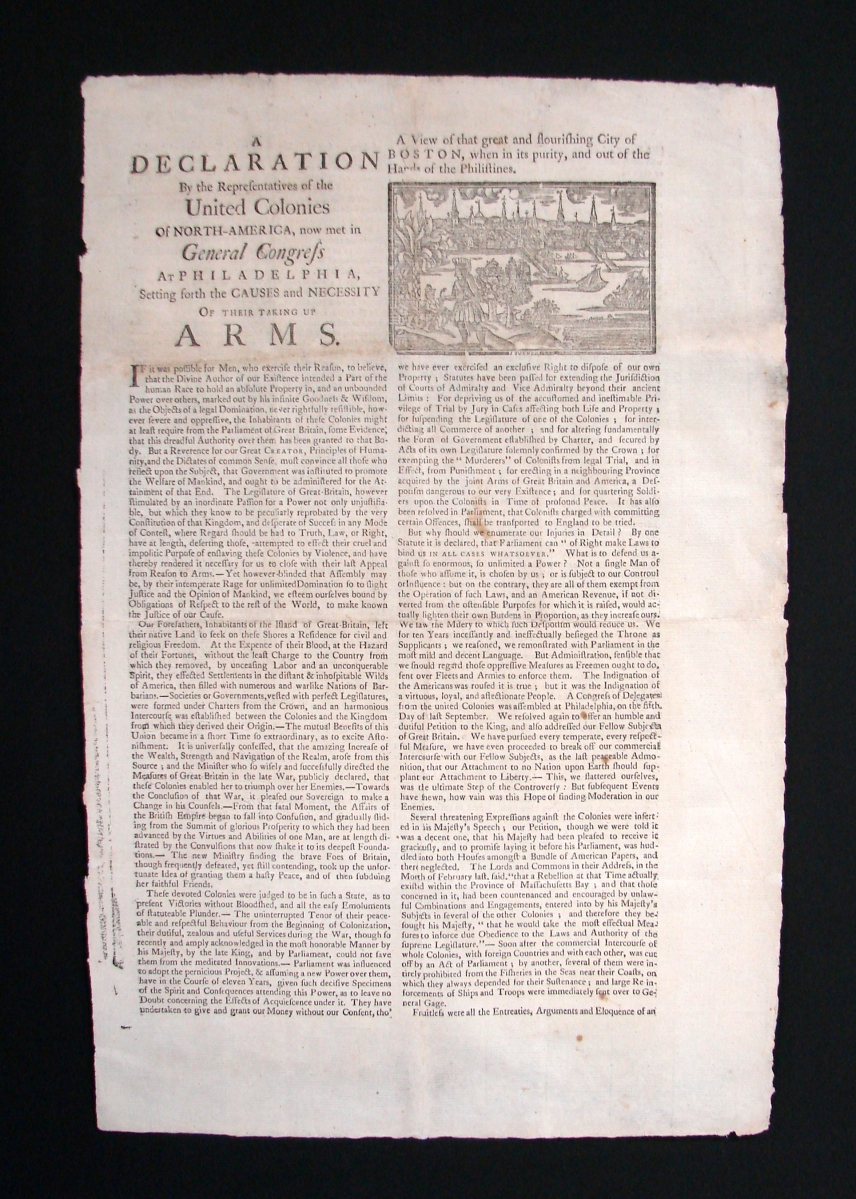 A
DECLARATION
By the Repreſentatives of the
United Colonies
Of NORTH-AMERICA, now met in
General Congreſs
At PHILADELPHIA,
Setting forth the CAUSES and NECESSITY
Of their taking up
ARMS.
A View of that great and flouriſhing City of
BOSTON, when in its purity, and out of the
Hands of the Philiſtines.
If it was poſſible for Men, who exerciſe their Reaſon, to believe,
that the Divine Author of our Exiſtence intended a Part of the
human Race to hold an abſolute Property in, and an unbounded
Power over others, marked out by his infinite Goodneſs & Wiſdom,
as the Objects of a legal Domination, never rightfully reſiſtible, how-
ever ſevere and oppreſſive, the Inhabitants of theſe Colonies might
at leaſt require from the Parliament of Great Britain, ſome Evidence,
that this dreadful Authority over them has been granted to that Bo-
dy. But a Reverence for our Great CREATOR, Principles of Huma-
nity, and the Dictates of common Senſe, muſt convince all thoſe who
reflect upon the Subject, that Government was inſtituted to promote
the Welfare of Mankind, and ought to be adminiſtered for the At-
tainment of that End. The Legiſlature of Great-Britain, however
ſtimulated by an inordinate Paſſion for a Power not only unjuſtifia-
ble, but which they know to be peculiarly reprobated by the very
Conſtitution of that Kingdom, and deſperate of Succeſs in any Mode
of Conteſt, where Regard ſhould be had to Truth, Law, or Right,
have at length, deſerting thoſe, attempted to effect their cruel and
impolitic Purpoſe of enſlaving theſe Colonies by Violence, and have
thereby rendered it neceſſary for us to cloſe with their laſt Appeal
from Reaſon to Arms.—Yet however blinded that Aſſembly may
be, by their intemperate Rage for unlimited Domination ſo to ſlight
Juſtice and the Opinion of Mankind, we eſteem ourſelves bound by
Obligations of Reſpect to the reſt of the World, to make known
the Juſtice of our Cauſe.
Our Forefathers, Inhabitants of the Iſland of Great-Britain, left
their native Land to ſeek on theſe Shores a Reſidence for civil and
religious Freedom. At the Expence of their Blood, at the Hazard
of their Fortunes, without the leaſt Charge to the Country from
which they removed, by unceaſing Labor and an unconquerable
Spirit, they effected Settlements in the diſtant & inhoſpitable Wilds
of America, then filled with numerous and warlike Nations of Bar-
barians.—Societies or Governments, veſted with perfect Legiſlatures,
were formed under Charters from the Crown, and an harmonious
Intercourſe was eſtabliſhed between the Colonies and the Kingdom
from which they derived their Origin.—The mutual Benefits of this
Union became in a ſhort Time ſo extraordinary, as to excite Aſto-
niſhment. It is univerſally confeſſed, that the amazing Increaſe of
the Wealth, Strength and Navigation of the Realm, aroſe from this
Source; and the Miniſter who ſo wiſely and ſucceſsfully directed the
Meaſures of Great-Britain in the late War, publicly declared, that
theſe Colonies enabled her to triumph over her Enemies.—Towards
the Concluſion of that War, it pleaſed our Sovereign to make a
Change in his Counſels.—From that fatal Moment, the Affairs of
the Britiſh Empire began to fall into Confuſion, and gradually ſlid-
ing from the Summit of glorious Proſperity to which they had been
advanced by the Virtues and Abilities of one Man, are at length di-
ſtrated by the Convulſions that now ſhake it to its deepeſt Founda-
tions.— The new Miniſtry finding the brave Foes of Britain,
though frequently defeated, yet ſtill contending, took up the unfor-
tunate Idea of granting them a haſty Peace, and of then ſubduing
her faithful Friends.
Theſe devoted Colonies were judged to be in ſuch a State, as to
preſent Victories without Bloodſhed, and all the eaſy Emoluments
of ſtatuteable Plunder.— The uninterrupted Tenor of their peace-
able and reſpectful Behaviour from the Beginning of Colonization,
their dutiful, zealous and uſeful Services during the War, though ſo
recently and amply acknowledged in the moſt honorable Manner by
his Majeſty, by the late King, and by Parliament, could not ſave
them from the meditated Innovations.— Parliament was influenced
to adopt the pernicious Project, & aſſuming a new Power over them,
have in the Courſe of eleven Years, given ſuch deciſive Specimens
of the Spirit and Conſequences attending this Power, as to leave no
Doubt concerning the Effects of Acquieſcence under it. They have
undertaken to give and grant our Money without our Conſent, tho'
we have ever exerciſed an excluſive Right to diſpoſe of our own
Property; Statutes have been paſſed for extending the Juriſdiction
of Courts of Admiralty and Vice Admiralty beyond their ancient
Limits: For depriving us of the accuſtomed and ineſtimable Pri-
vilege of Trial by Jury in Caſes affecting both Life and Property;
for ſuſpending the Legiſlature of one of the Colonies; for inter-
dicting all Commerce of another; and for altering fundamentally
the Form of Government eſtabliſhed by Charter, and ſecured by
Acts of its own Legiſlature ſolemnly confirmed by the Crown; for
exempting the "Murderers" of Coloniſts from legal Trial, and in
Effect, from Puniſhment; for erecting in a neighbouring Province
acquired by the joint Arms of Great Britain and America, a Deſ-
potiſm dangerous to our very Exiſtence; and for quartering Soldi-
ers upon the Coloniſts in Time of profound Peace. It has alſo
been reſolved in Parliament, that Coloniſts charged with committing
certain Offences, ſhall be tranſported to England to be tried.
But why ſhould we enumerate our Injuries in Detail? By one
Statute it is declared, that Parliament can "of Right make Laws to
bind us IN ALL CASES WHATSOEVER." What is to defend us a-
gainſt ſo enormous, ſo unlimited a Power? Not a ſingle Man of
thoſe who aſſume it, is choſen by us; or is ſubject to our Controul
or Influence: but on the contrary, they are all of them exempt from
the Operation of ſuch Laws, and an American Revenue, if not di-
verted from the oſtenſible Purpoſes for which it is raiſed, would ac-
tually lighten their own Burdens in Proportion, as they increaſe ours.
We ſaw the Miſery to which ſuch Deſpotiſm would reduce us. We
for ten Years inceſſantly and ineffectually beſieged the Throne as
Supplicants; we reaſoned, we remonſtrated with Parliament in the
moſt mild and decent Language. But Adminiſtration, ſenſible that
we ſhould regard thoſe oppreſſive Meaſures as Freemen ought to do,
ſent over Fleets and Armies to enforce them. The Indignation of
the Americans was rouſed it is true; but it was the Indignation of
a virtuous, loyal, and affectionate People. A Congreſs of Delegates
from the united Colonies was aſſembled at Philadelphia, on the fifth
Day of laſt September. We reſolved again to offer an humble and
dutiful Petition to the King, and alſo addreſſed our Fellow Subjects
of Great Britain. We have purſued every temperate, every reſpect-
ful Meaſure, we have even proceeded to break off our commercial
Intercourſe with our Fellow Subjects, as the laſt peaceable Admo-
nition, that our Attachment to no Nation upon Earth ſhould ſup-
plant our Attachment to Liberty.— This, we flattered ourſelves,
was the ultimate Step of the Controverſy: But ſubſequent Events
have ſhewn, how vain was this Hope of finding Moderation in our
Enemies.
Several threatening Expreſſions againſt the Colonies were inſert-
ed in his Majeſty's Speech; our Petition, though we were told it
was a decent one, that his Majeſty had been pleaſed to receive it
graciouſly, and to promiſe laying it before his Parliament, was hud-
dled into both Houſes amongſt a Bundle of American Papers, and
there neglected. The Lords and Commons in their Addreſs, in the
Month of February laſt, ſaid, "that a Rebellion at that Time actually
exiſted within the Province of Maſſachuſetts Bay; and that thoſe
concerned in it, had been countenanced and encouraged by unlaw-
ful Combinations and Engagements, entered into by his Majeſty's
Subjects in ſeveral of the other Colonies; and therefore they be-
ſought his Majeſty, "that he would take the moſt effectual Mea-
ſures to inforce due Obedience to the Laws and Authority of the
ſupreme Legiſlature."— Soon after the commercial Intercourſe of
whole Colonies, with foreign Countries and with each other, was cut
off by an Act of Parliament; by another, ſeveral of them were in-
tirely prohibited from the Fiſheries in the Seas near their Coaſts, on
which they always depended for their Suſtenance; and large Re in-
forcements of Ships and Troops were immediately ſent over to Ge-
neral Gage.
Fruitleſs were all the Entreaties, Arguments and Eloquence of an